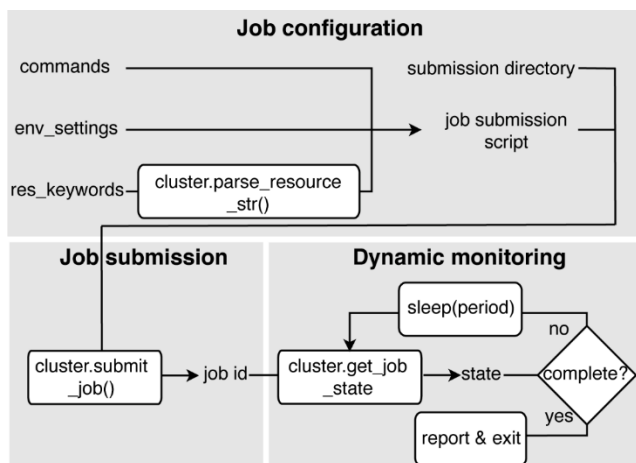 Job configuration
commands
submission directory
env_settings
job submission
script
res_keywords
cluster.parse_resource
_str()
Job submission
Dynamic monitoring
sleep(period)
no
cluster.submit
_job()
job id
cluster.get_job
_state
state
complete?
yes
report & exit